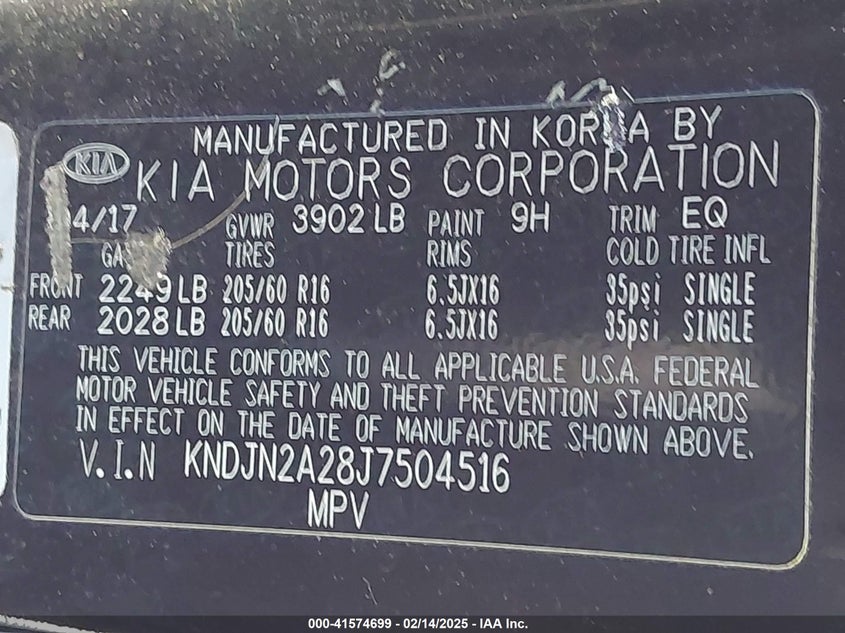 MANUFACTURED IN KOREA BY
KIA KIA MOTORS CORPORATION
4/17 GVWR 3902 LB PAINT 9H TRIM EQ
TIRES RIMS COLD TIRE INFL
FRONT 2249 LB 205/60 R16 6.5JX16 35psi SINGLE
REAR 2028 LB 205/60 R16 6.5JX16 35psi SINGLE
THIS VEHICLE CONFORMS TO ALL APPLICABLE U.S.A. FEDERAL
MOTOR VEHICLE SAFETY AND THEFT PREVENTION STANDARDS
IN EFFECT ON THE DATE OF MANUFACTURE SHOWN ABOVE.
V.I.N KNDJN2A28J7504516
MPV
000-41574699 - 02/14/2025 - IAA Inc.